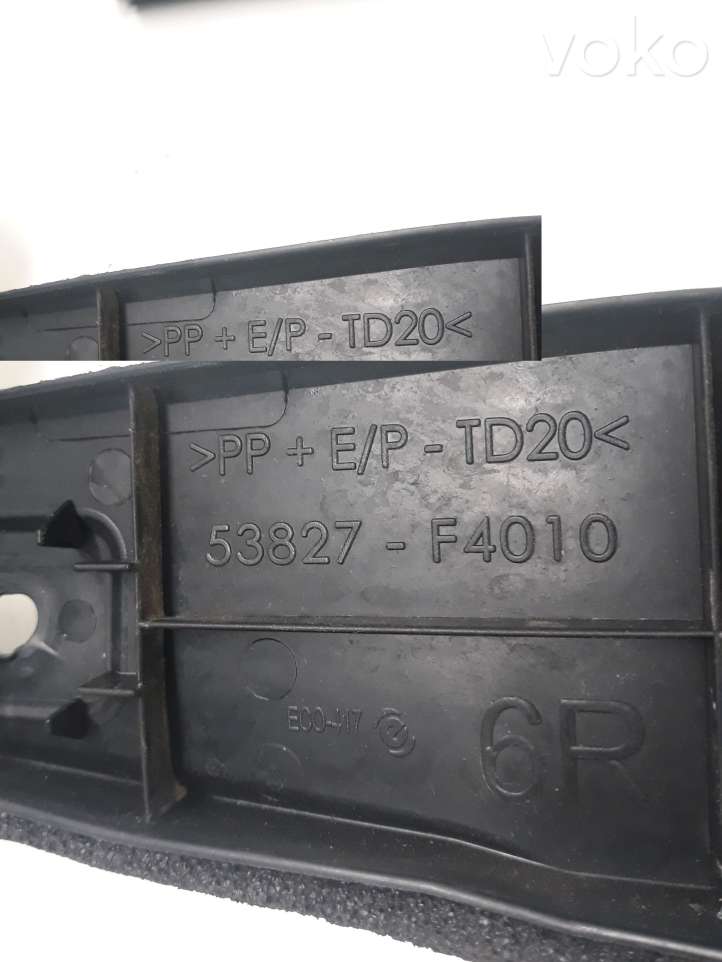 voko
>PP + E/P - TD20<
>PP + E/P - TD20<
53827 - F4010
6R